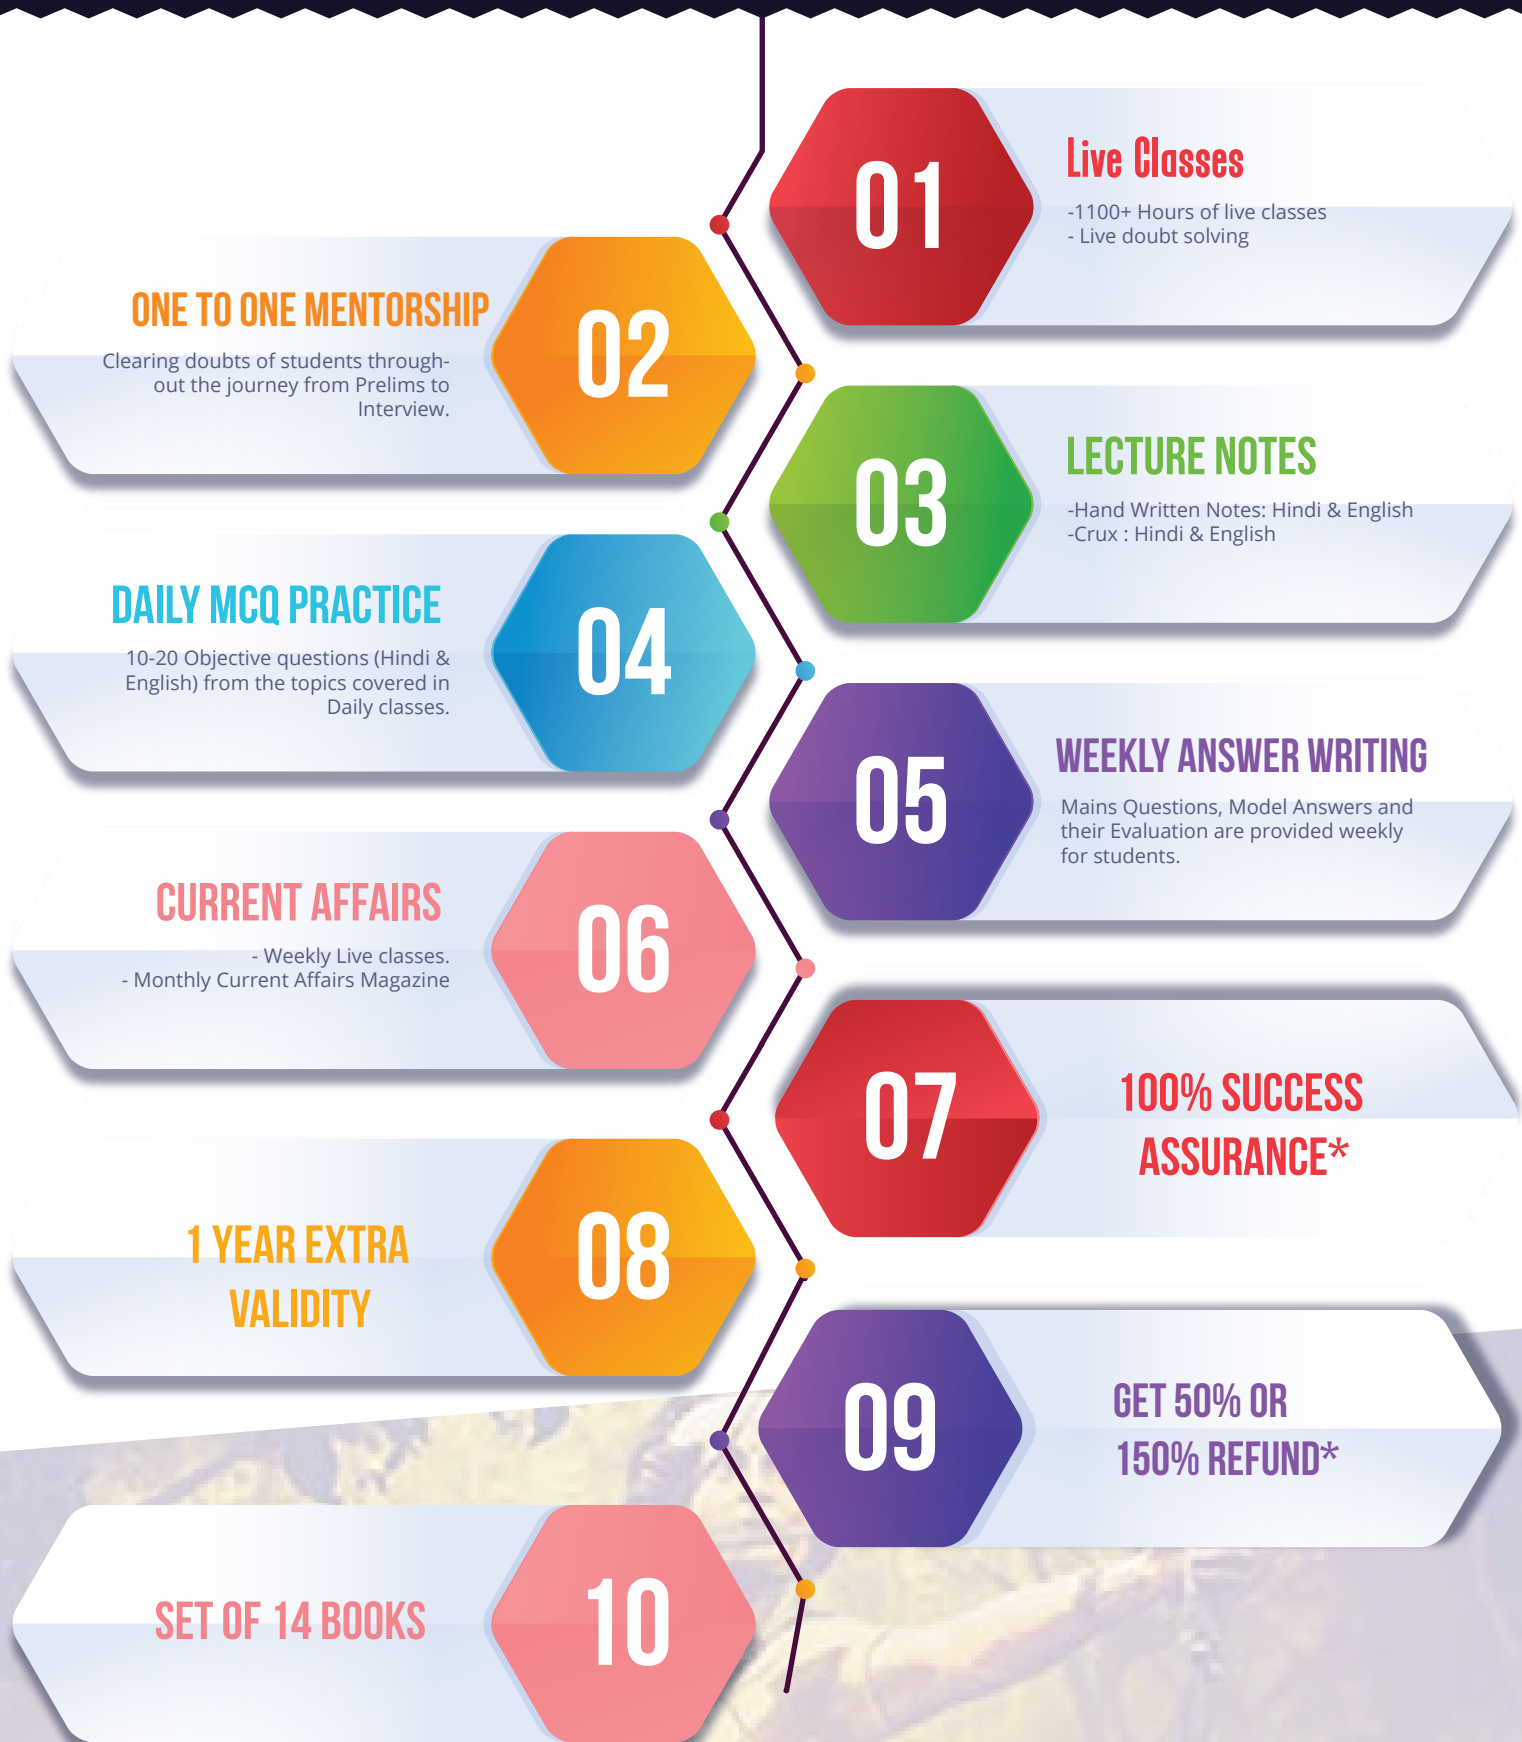 01
Live Classes
-1100+ Hours of live classes
- Live doubt solving
02
ONE TO ONE MENTORSHIP
Clearing doubts of students through-
out the journey from Prelims to
Interview.
03
LECTURE NOTES
-Hand Written Notes: Hindi & English
-Crux : Hindi & English
04
DAILY MCQ PRACTICE
10-20 Objective questions (Hindi &
English) from the topics covered in
Daily classes.
05
WEEKLY ANSWER WRITING
Mains Questions, Model Answers and
their Evaluation are provided weekly
for students.
06
CURRENT AFFAIRS
- Weekly Live classes.
- Monthly Current Affairs Magazine
07
100% SUCCESS
ASSURANCE*
08
1 YEAR EXTRA
VALIDITY
09
GET 50% OR
150% REFUND*
10
SET OF 14 BOOKS